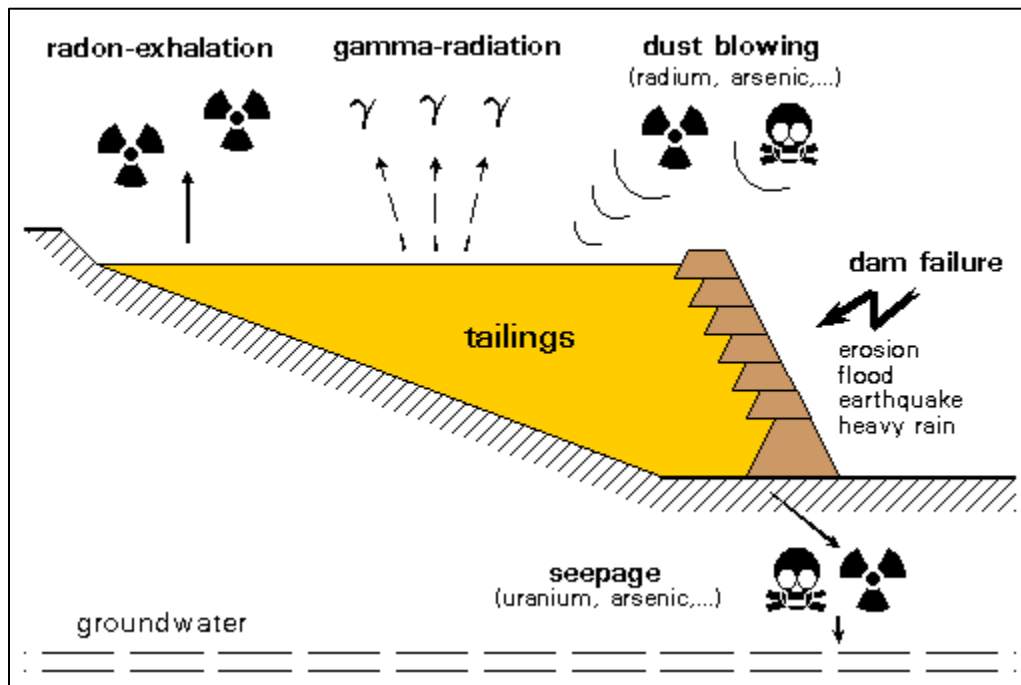 radon-exhalation
gamma-radiation
dust blowing
(radium, arsenic,...)
γ γ γ
dam failure
erosion
flood
earthquake
heavy rain
tailings
seepage
(uranium, arsenic,...)
groundwater